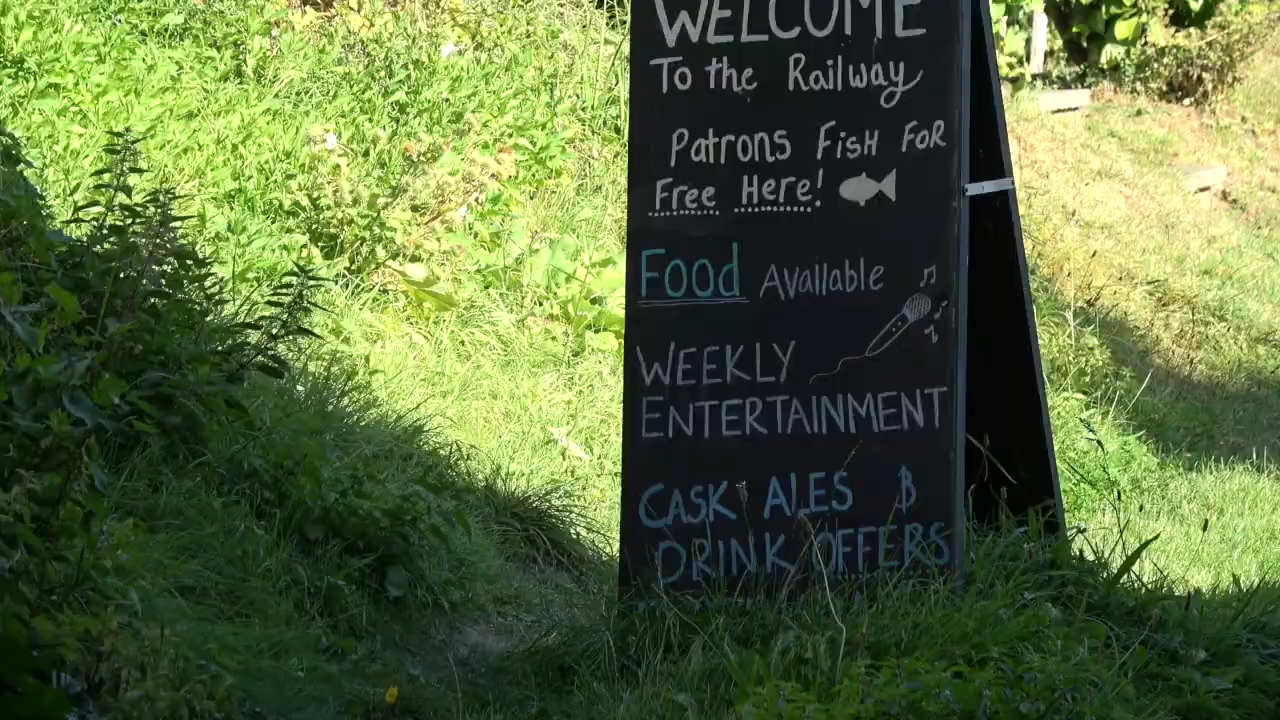 WELCOME
To the Railway
Patrons Fish For
Free Here!
Food Available
WEEKLY
ENTERTAINMENT
CASK ALES &
DRINK OFFERS